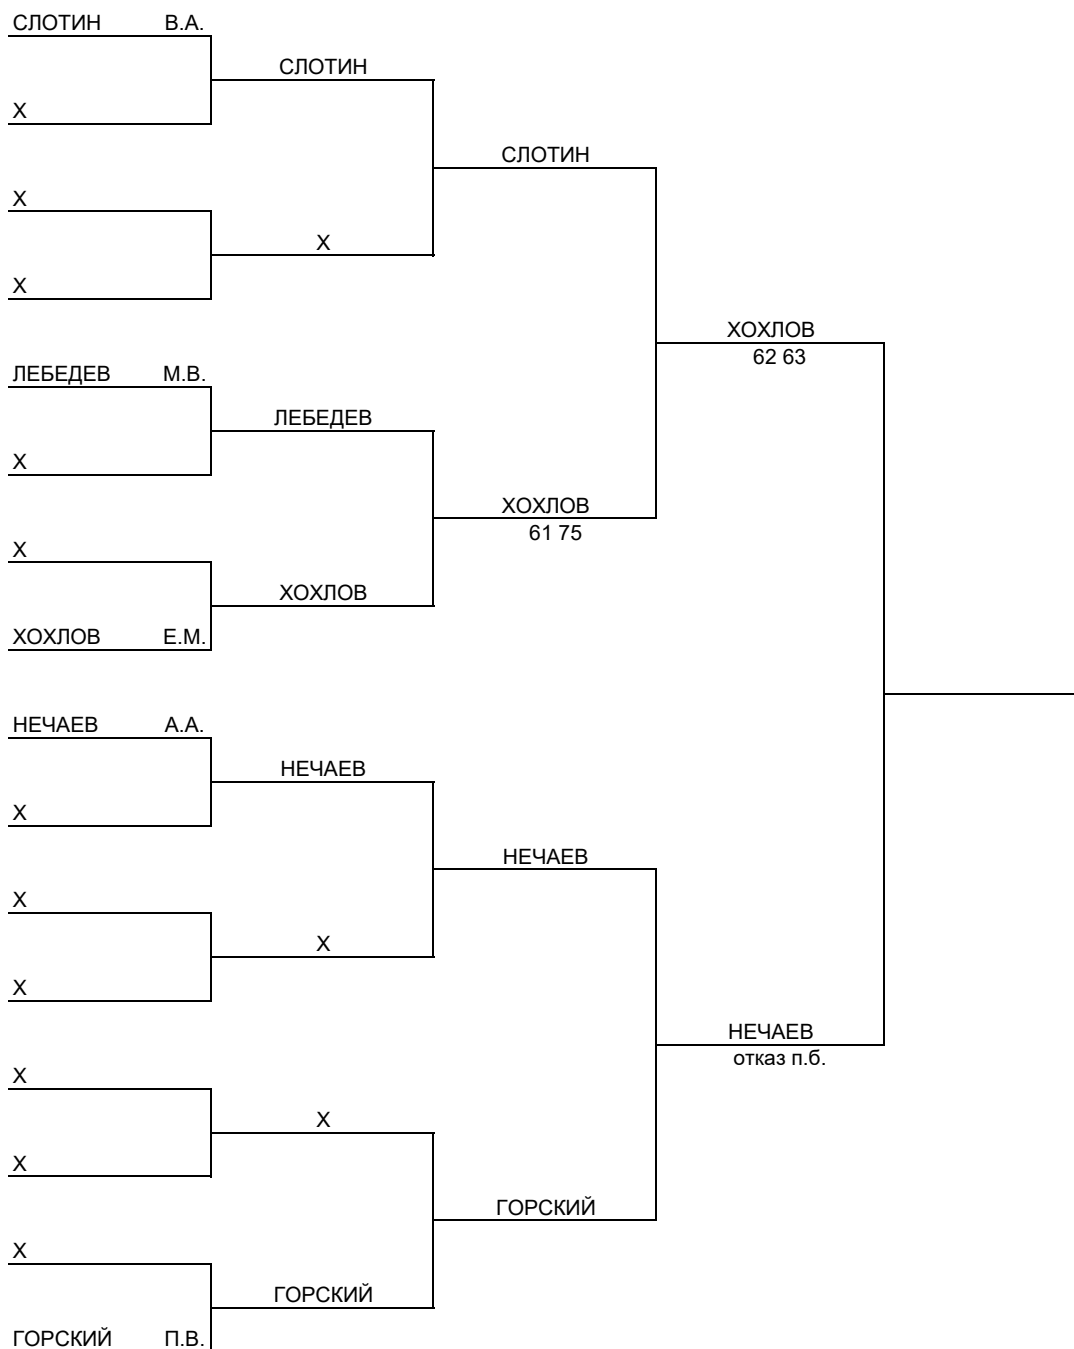 СЛОТИН В.А.
СЛОТИН
Х
СЛОТИН
Х
Х
Х
ХОХЛОВ
62 63
ЛЕБЕДЕВ М.В.
ЛЕБЕДЕВ
Х
ХОХЛОВ
61 75
Х
ХОХЛОВ
ХОХЛОВ Е.М.
НЕЧАЕВ А.А.
НЕЧАЕВ
Х
НЕЧАЕВ
Х
Х
Х
НЕЧАЕВ
отказ п.б.
Х
Х
Х
ГОРСКИЙ
Х
ГОРСКИЙ
ГОРСКИЙ П.В.